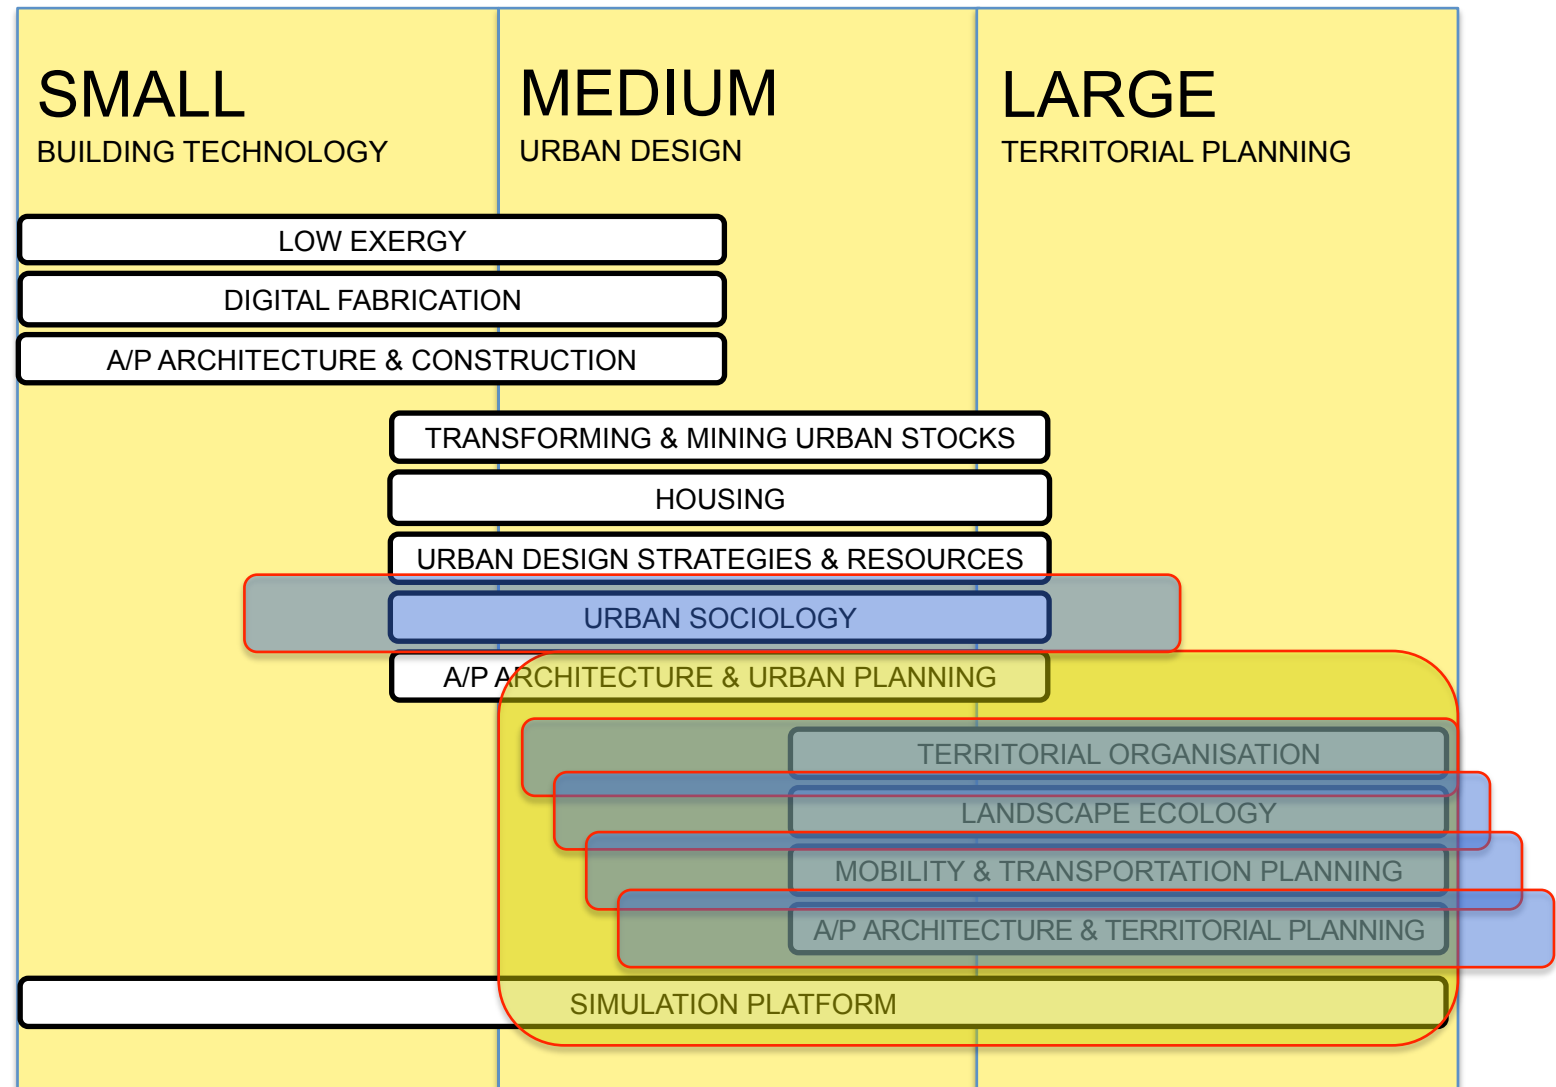 SMALL
BUILDING TECHNOLOGY
MEDIUM
URBAN DESIGN
LARGE
TERRITORIAL PLANNING
LOW EXERGY
DIGITAL FABRICATION
A/P ARCHITECTURE & CONSTRUCTION
TRANSFORMING & MINING URBAN STOCKS
HOUSING
URBAN DESIGN STRATEGIES & RESOURCES
URBAN SOCIOLOGY
A/P ARCHITECTURE & URBAN PLANNING
TERRITORIAL ORGANISATION
LANDSCAPE ECOLOGY
MOBILITY & TRANSPORTATION PLANNING
A/P ARCHITECTURE & TERRITORIAL PLANNING
SIMULATION PLATFORM